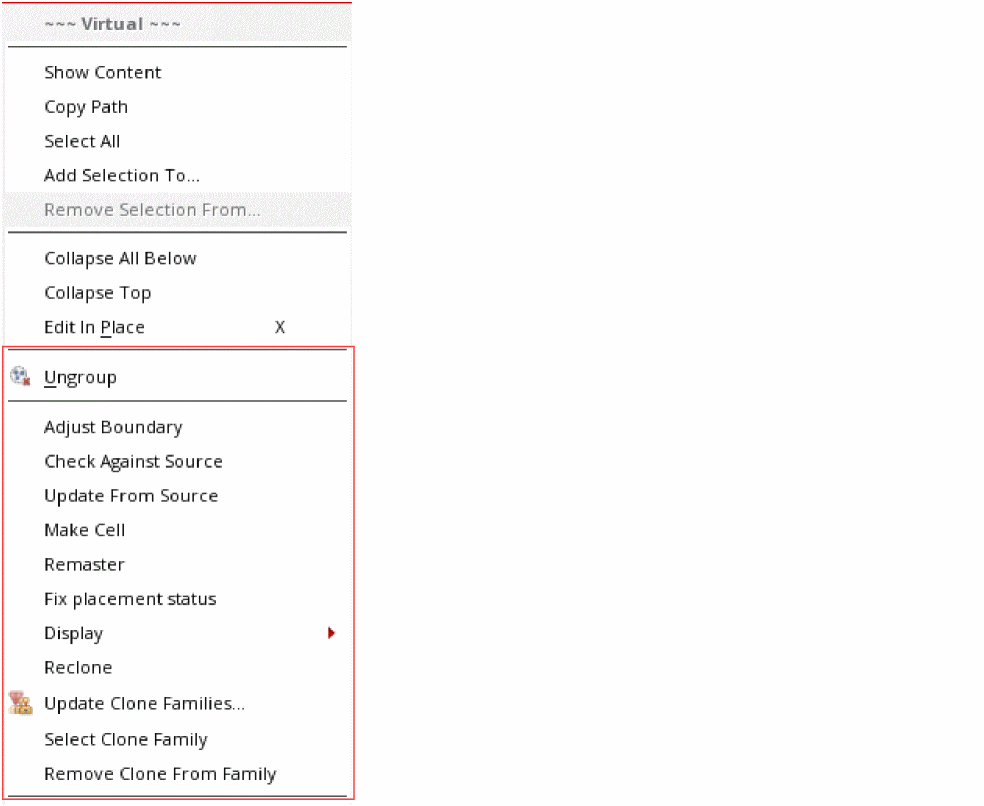 ~~~ Virtual ~~~
Show Content
Copy Path
Select All
Add Selection To...
Remove Selection From...
Collapse All Below
Collapse Top
Edit In Place X
Ungroup
Adjust Boundary
Check Against Source
Update From Source
Make Cell
Remaster
Fix placement status
Display
Reclone
Update Clone Families...
Select Clone Family
Remove Clone From Family